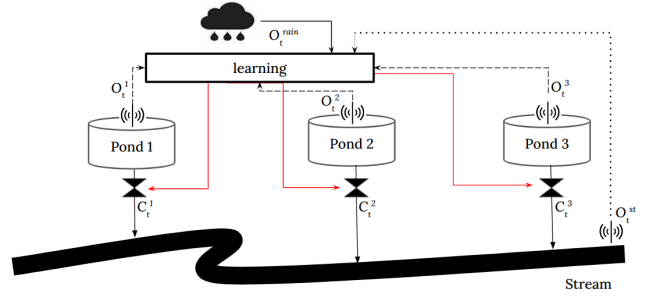 O_t^rain
learning
O_t^1
O_t^2
O_t^3
Pond 1
Pond 2
Pond 3
C_t^1
C_t^2
C_t^3
O_t^st
Stream